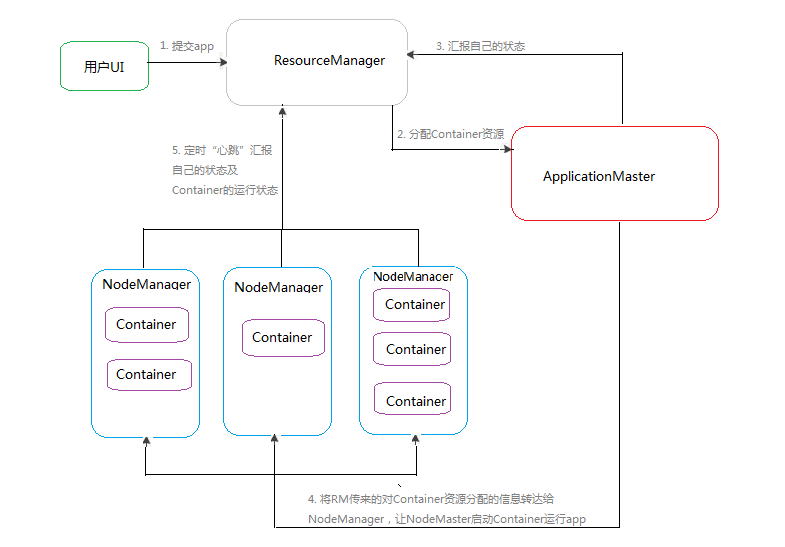 1. 提交app
3. 汇报自己的状态
用户UI
ResourceManager
2. 分配Container资源
5. 定时“心跳”汇报
自己的状态及
Container的运行状态
ApplicationMaster
NodeManager
NodeManager
NodeManager
Container
Container
Container
Container
Container
Container
4. 将RM传来的对Container资源分配的信息转达给
NodeManager，让NodeMaster启动Container运行app